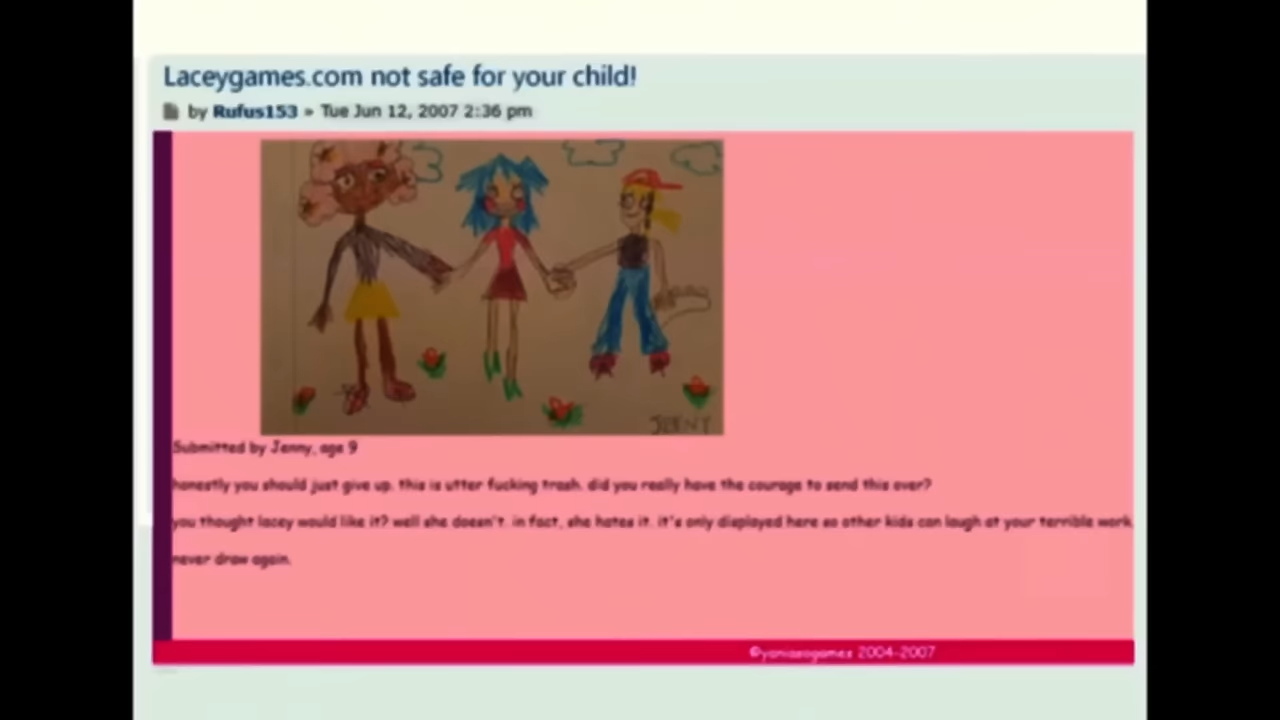 Laceygames.com not safe for your child!
by Rufus153 » Tue Jun 12, 2007 2:36 pm
JENNY
Submitted by Jenny, age 9
honestly you should just give up. this is utter fucking trash. did you really have the courage to send this over?
you thought lacey would like it? well she doesn't. in fact, she hates it. it's only displayed here so other kids can laugh at your terrible work.
never draw again.
2004-2007